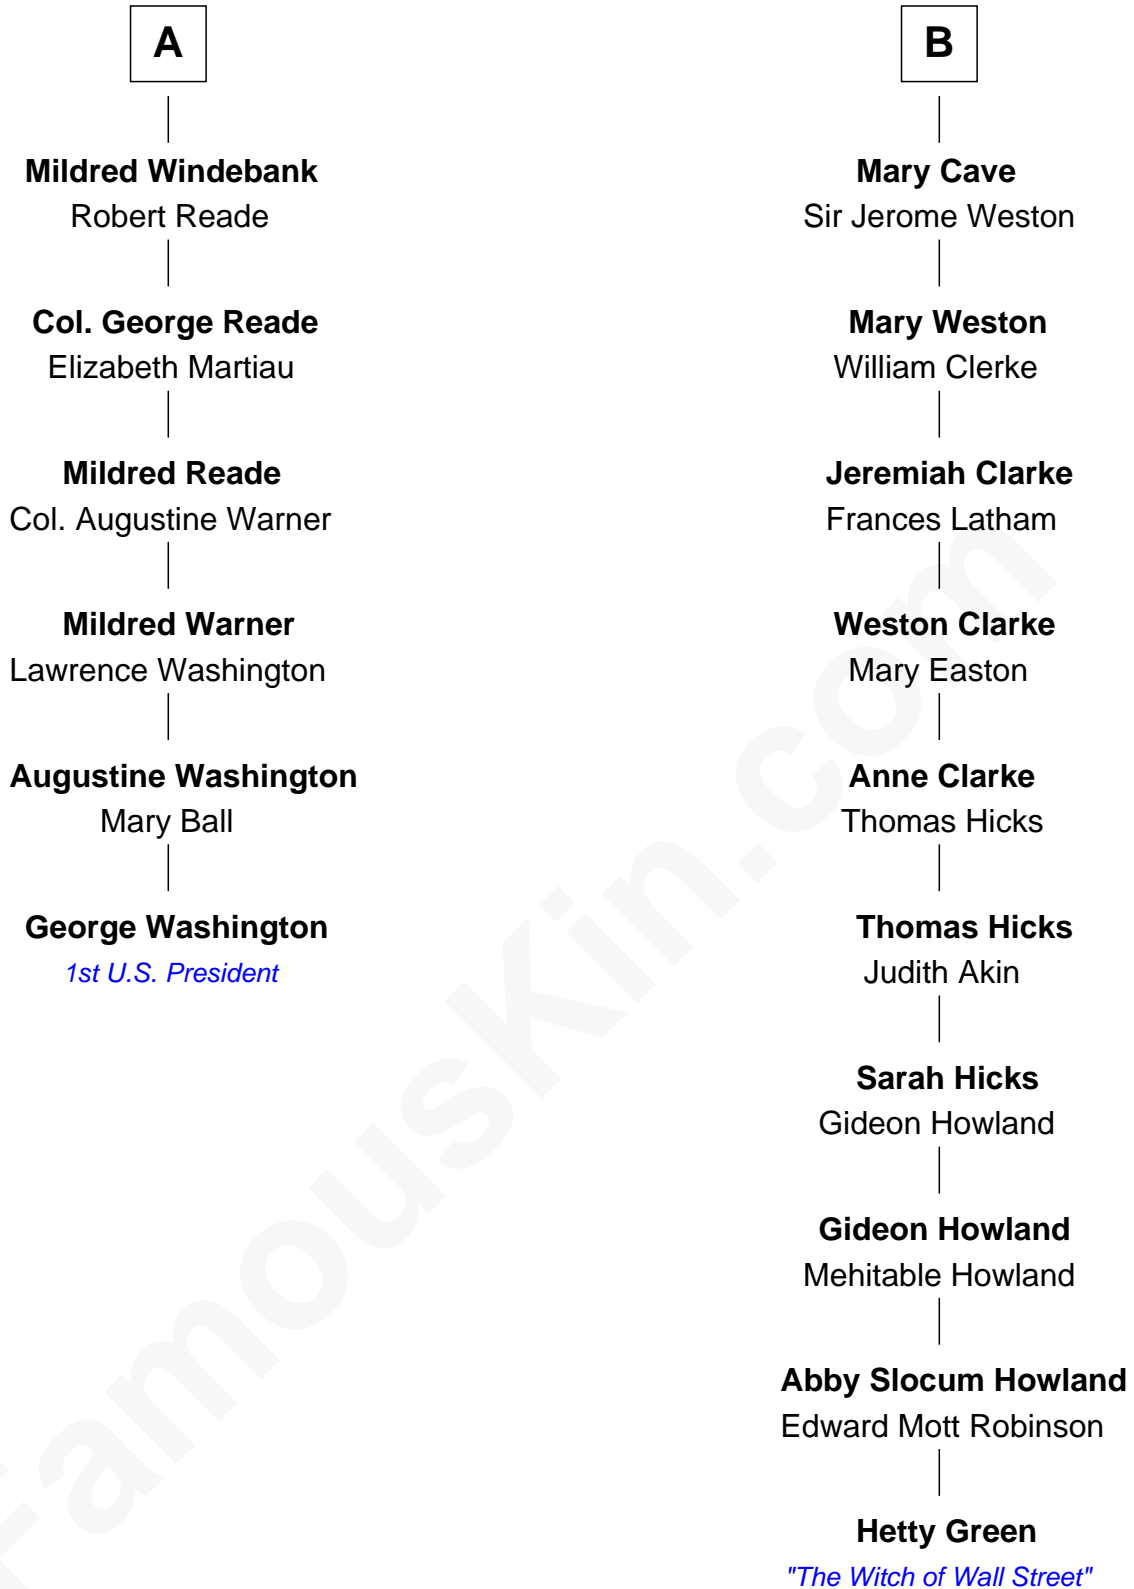 A
Mildred Windebank
Robert Reade
Col. George Reade
Elizabeth Martiau
Mildred Reade
Col. Augustine Warner
Mildred Warner
Lawrence Washington
Augustine Washington
Mary Ball
George Washington
1st U.S. President
B
Mary Cave
Sir Jerome Weston
Mary Weston
William Clerke
Jeremiah Clarke
Frances Latham
Weston Clarke
Mary Easton
Anne Clarke
Thomas Hicks
Thomas Hicks
Judith Akin
Sarah Hicks
Gideon Howland
Gideon Howland
Mehitable Howland
Abby Slocum Howland
Edward Mott Robinson
Hetty Green
"The Witch of Wall Street"
FamousKin.com